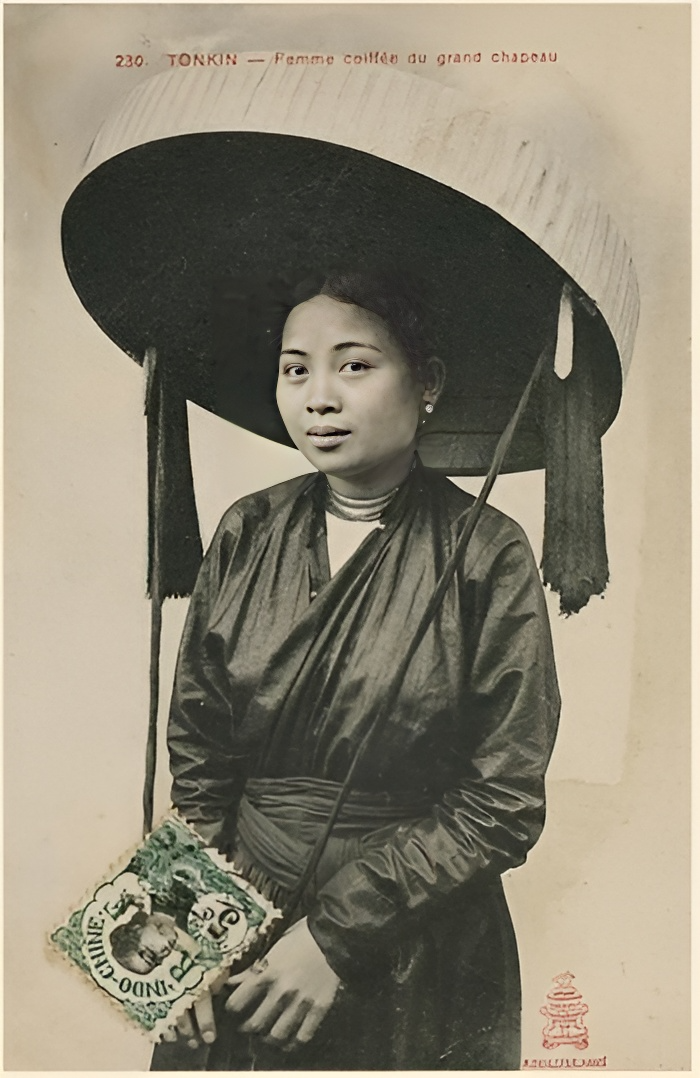 230. TONKIN — Femme coiffée du grand chapeau
INDO-CHINE
5
R